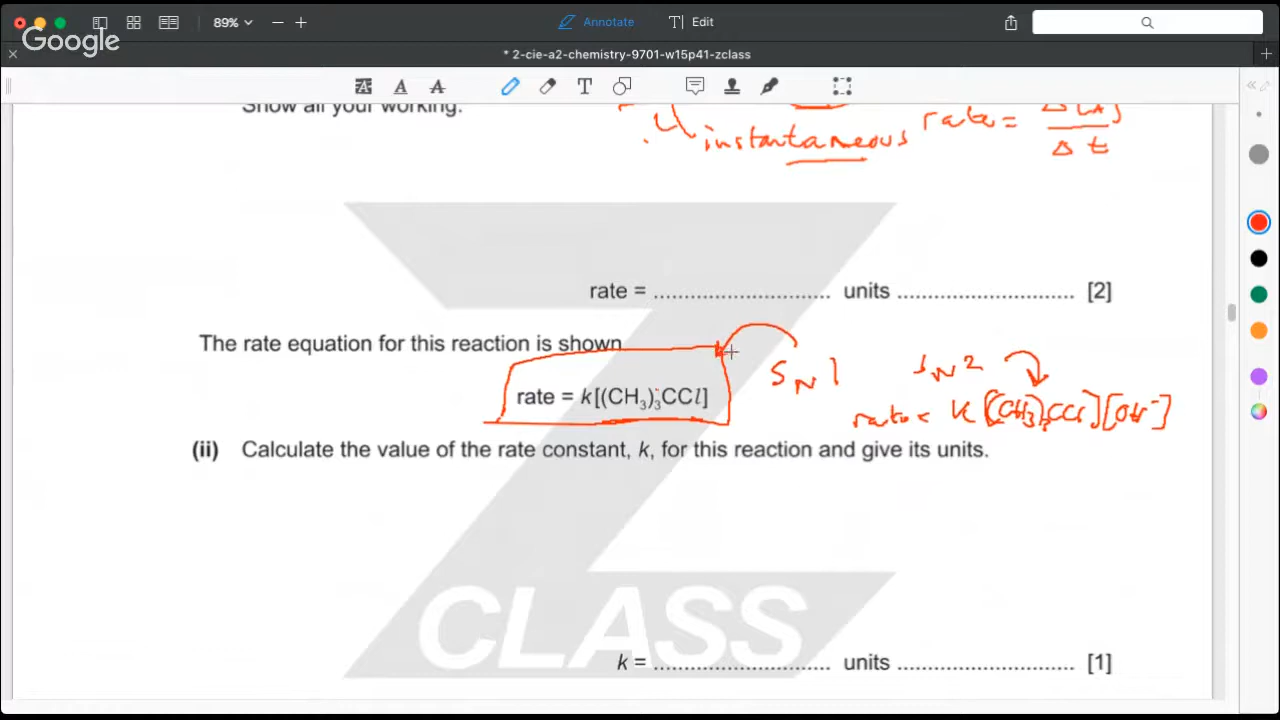 89%
Annotate
Edit
Google
* 2-cie-a2-chemistry-9701-w15p41-zclass
Show all your working.
instantaneous rate = Δ[A] / Δt
rate = .............................. units .............................. [2]
The rate equation for this reaction is shown.
rate = k[(CH₃)₃CCl]
SN1
SN2
rate = k[(CH₃)₃CCl][OH⁻]
(ii) Calculate the value of the rate constant, k, for this reaction and give its units.
CLASS
k = .............................. units .............................. [1]